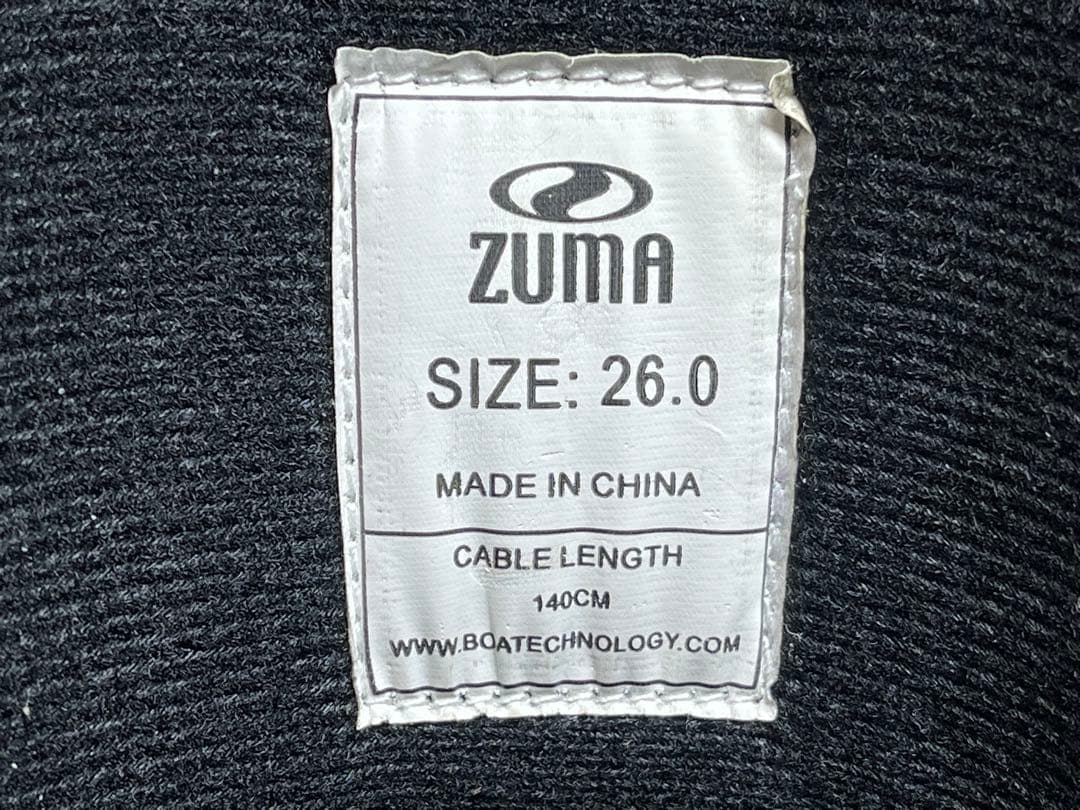 ZUMA
SIZE: 26.0
MADE IN CHINA
CABLE LENGTH
140CM
WWW.BOATECHNOLOGY.COM